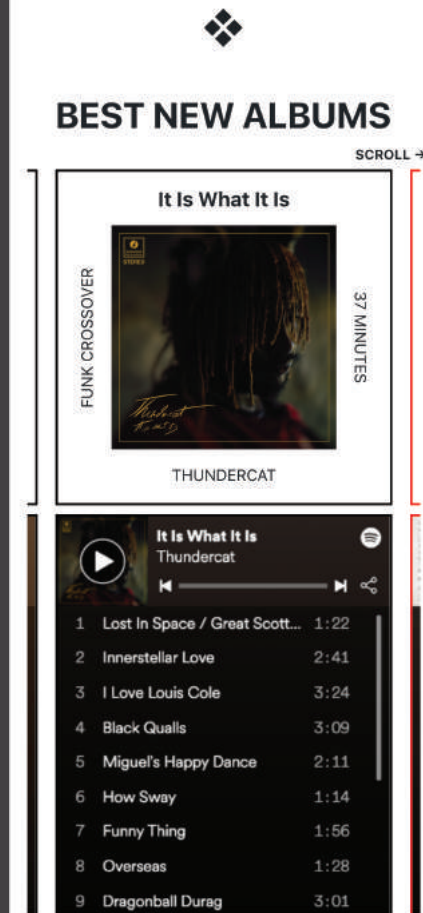 BEST NEW ALBUMS
SCROLL →
It Is What It Is
FUNK CROSSOVER
STEREO
Thundercat
37 MINUTES
THUNDERCAT
It Is What It Is
Thundercat
1 Lost In Space / Great Scott... 1:22
2 Innerstellar Love 2:41
3 I Love Louis Cole 3:24
4 Black Qualls 3:09
5 Miguel's Happy Dance 2:11
6 How Sway 1:14
7 Funny Thing 1:56
8 Overseas 1:28
9 Dragonball Durag 3:01